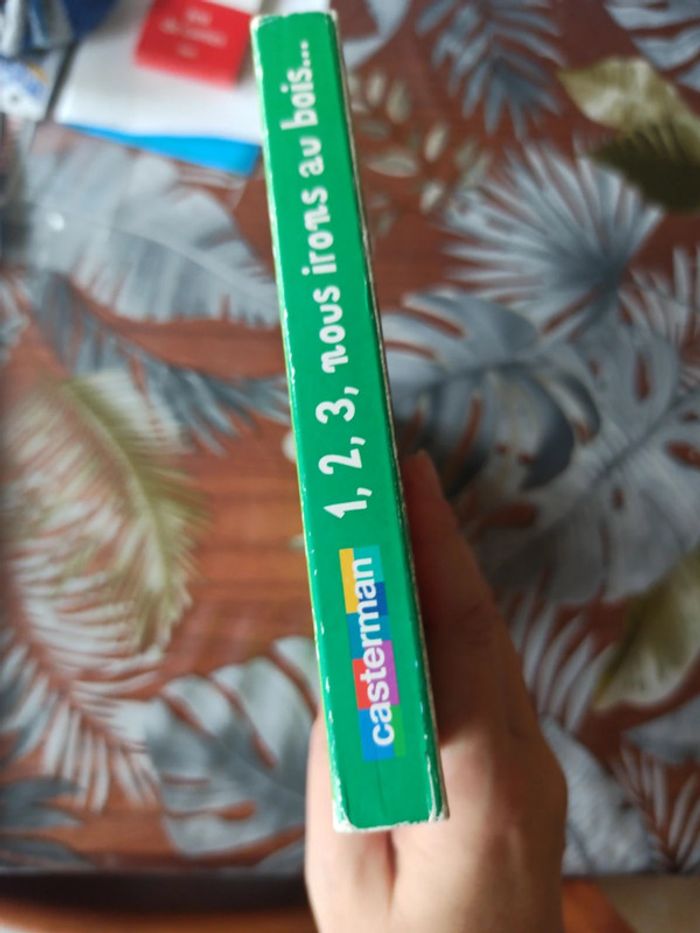 casterman 1, 2, 3, nous irons au bois...